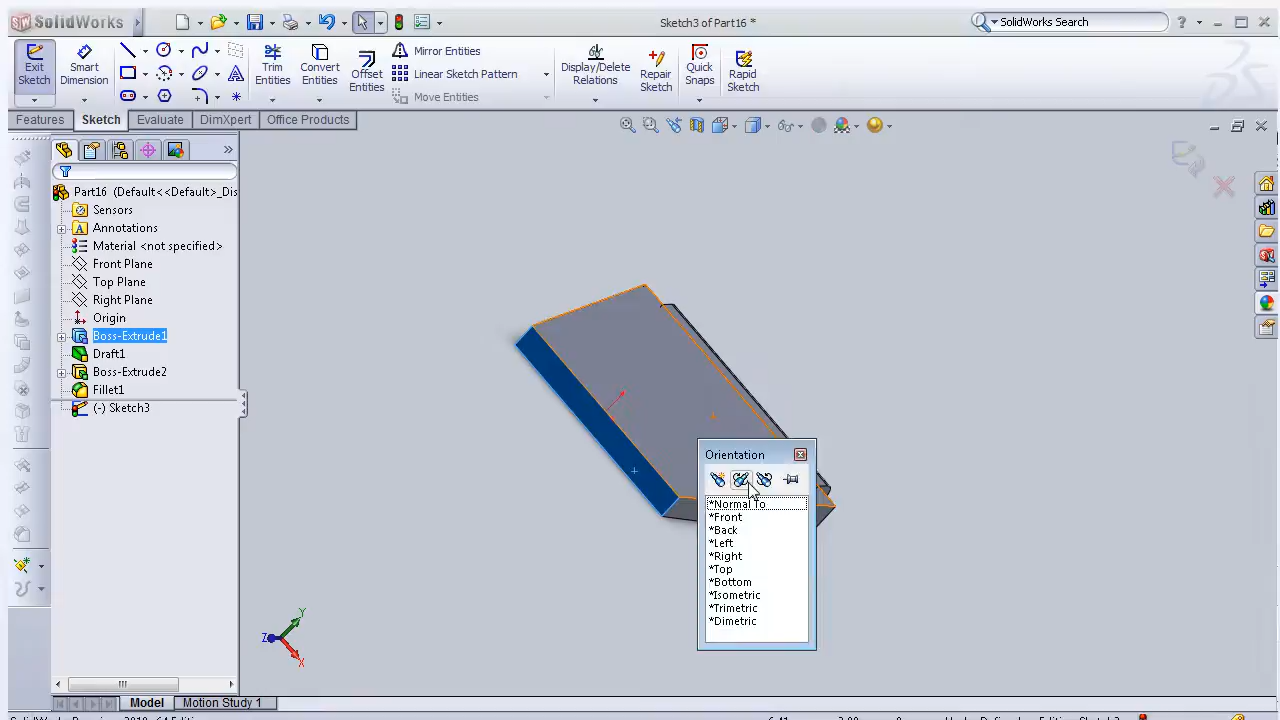 SolidWorks
Sketch3 of Part16 *
SolidWorks Search
Exit Sketch
Smart Dimension
Trim Entities
Convert Entities
Offset Entities
Mirror Entities
Linear Sketch Pattern
Move Entities
Display/Delete Relations
Repair Sketch
Quick Snaps
Rapid Sketch
Features
Sketch
Evaluate
DimXpert
Office Products
Part16 (Default<<Default>_Dis
Sensors
Annotations
Material <not specified>
Front Plane
Top Plane
Right Plane
Origin
Boss-Extrude1
Draft1
Boss-Extrude2
Fillet1
(-) Sketch3
Orientation
*Normal To
*Front
*Back
*Left
*Right
*Top
*Bottom
*Isometric
*Trimetric
*Dimetric
Y
Z
X
Model
Motion Study 1